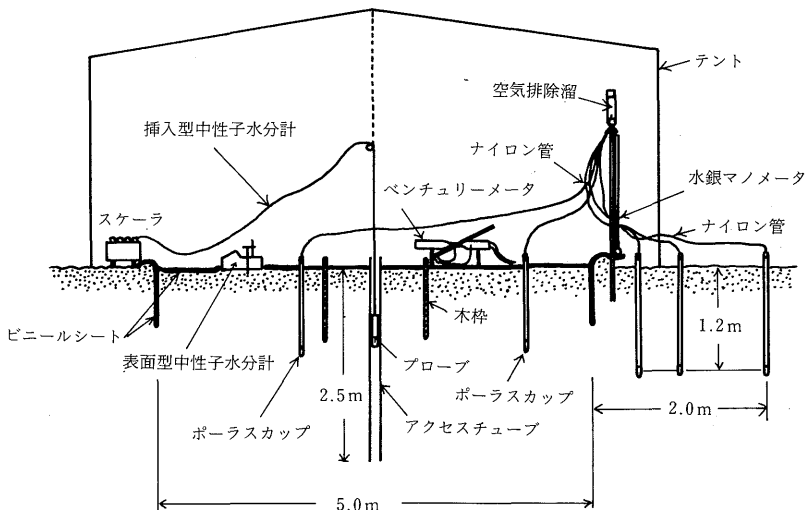 テント
空気排除溜
挿入型中性子水分計
ナイロン管
水銀マノメータ
ベンチュリーメータ
スケーラ
ナイロン管
木枠
1.2m
ビニールシート
表面型中性子水分計
プローブ
2.5m
ポーラスカップ
2.0m
ポーラスカップ
アクセスチューブ
5.0m